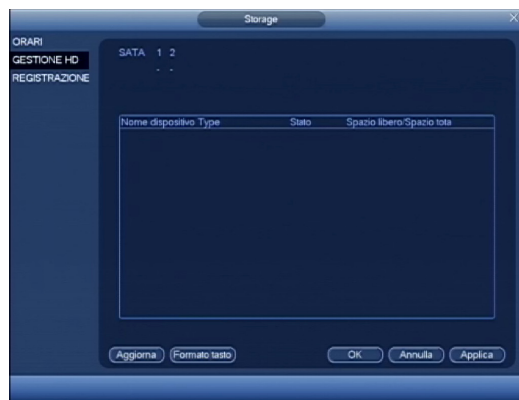 Storage
ORARI
GESTIONE HD
REGISTRAZIONE
SATA 1 2
- -
Nome dispositivo Type Stato Spazio libero/Spazio tota
Aggiorna Formato tasto OK Annulla Applica